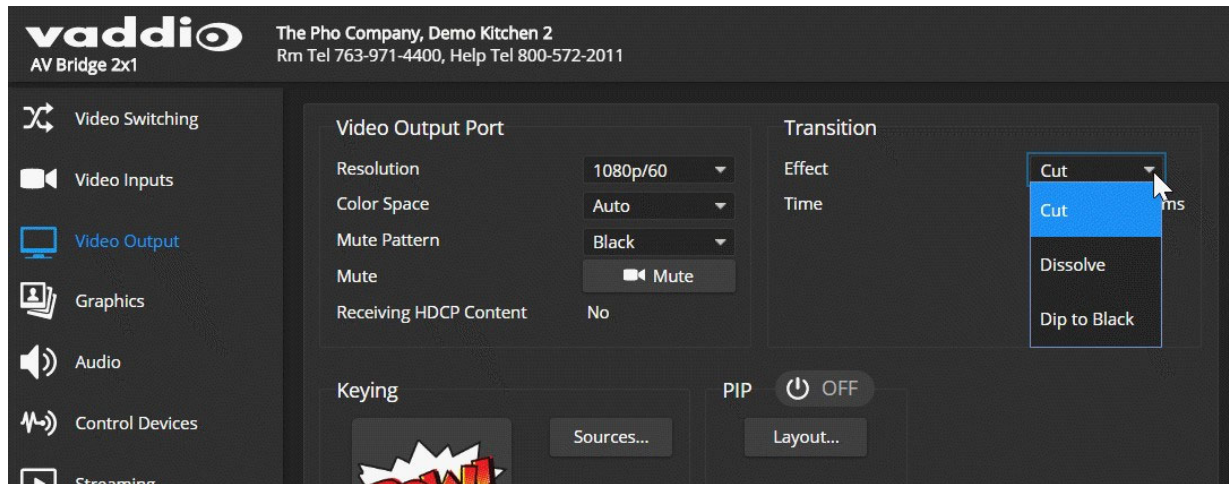 vaddio
AV Bridge 2x1
The Pho Company, Demo Kitchen 2
Rm Tel 763-971-4400, Help Tel 800-572-2011
Video Switching
Video Inputs
Video Output
Graphics
Audio
Control Devices
Streaming
Video Output Port
Resolution 1080p/60
Color Space Auto
Mute Pattern Black
Mute Mute
Receiving HDCP Content No
Transition
Effect Cut
Time ms
Cut
Dissolve
Dip to Black
Keying
POW!
Sources...
PIP OFF
Layout...